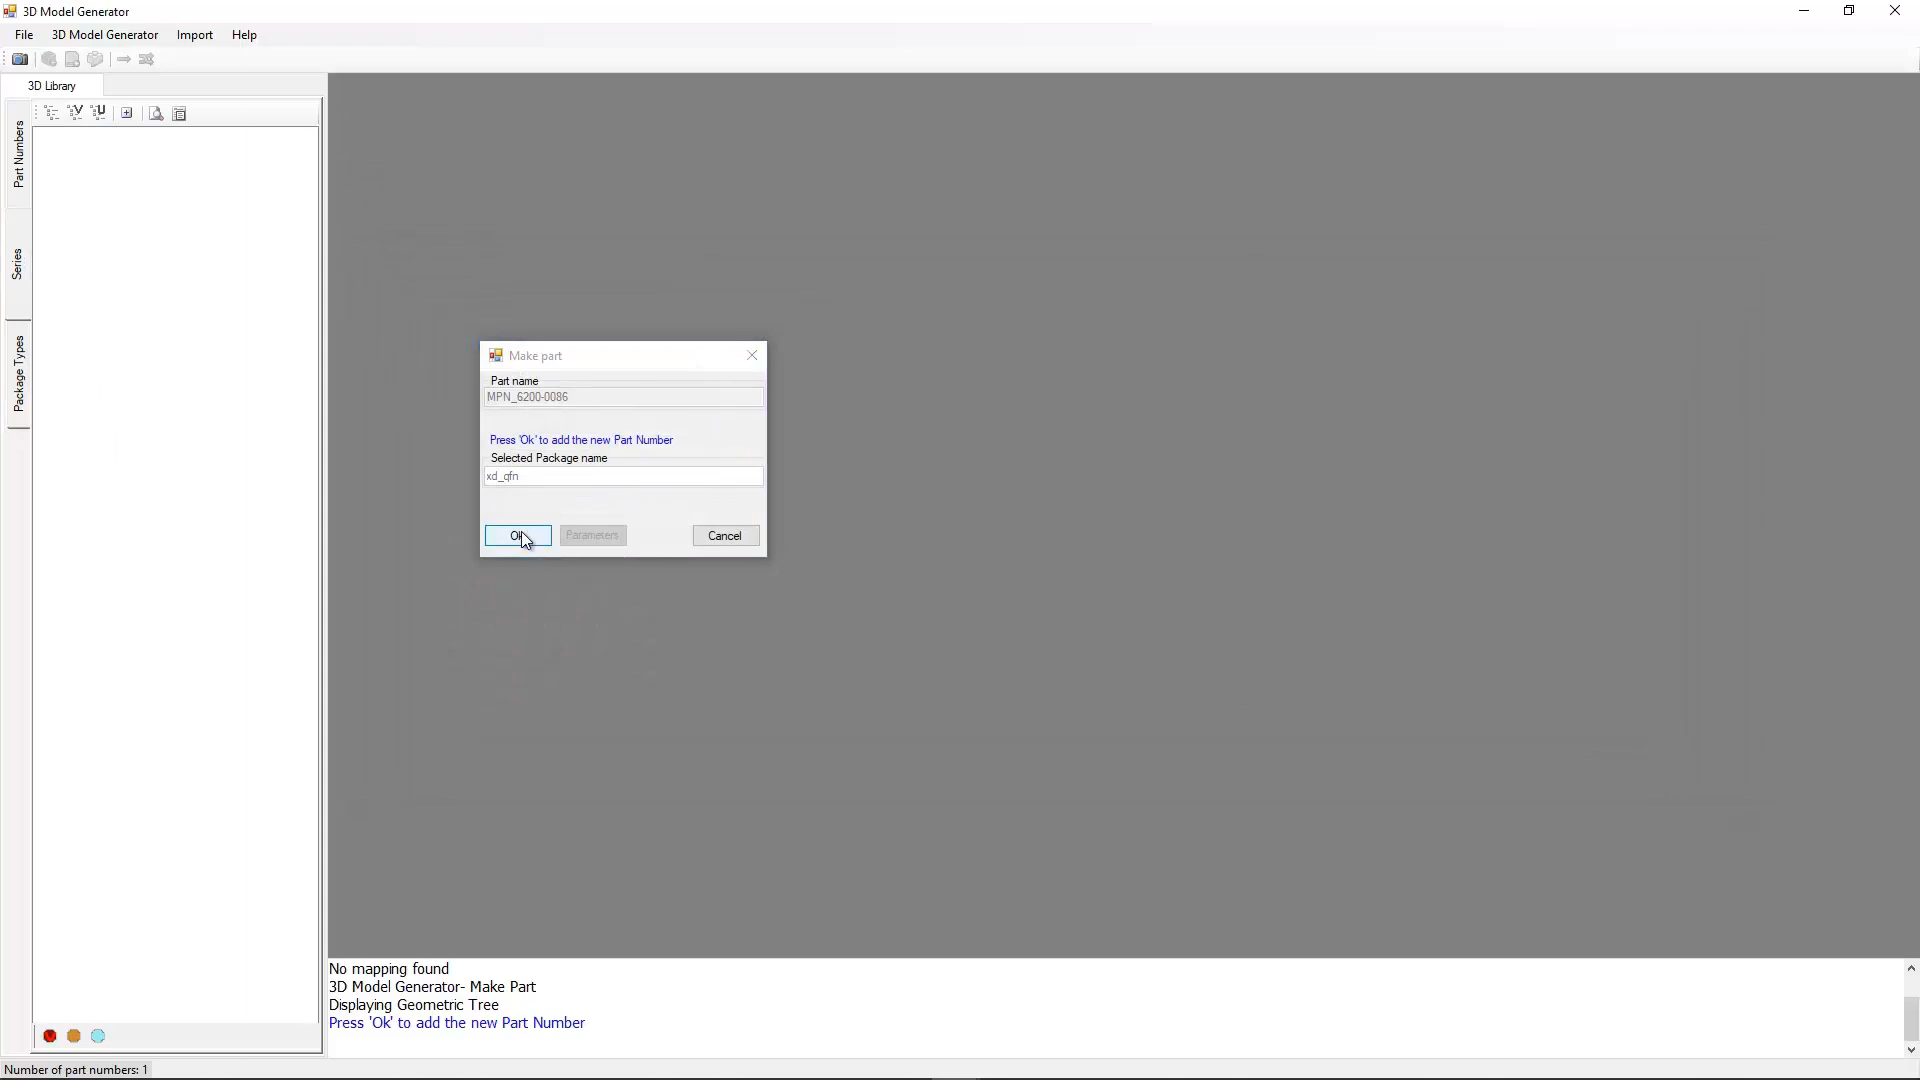 3D Model Generator
File 3D Model Generator Import Help
3D Library
Part Numbers
Series
Package Types
Make part
Part name
MPN_6200-0086
Press 'Ok' to add the new Part Number
Selected Package name
xd_qfn
Ok Parameters Cancel
No mapping found
3D Model Generator- Make Part
Displaying Geometric Tree
Press 'Ok' to add the new Part Number
Number of part numbers: 1